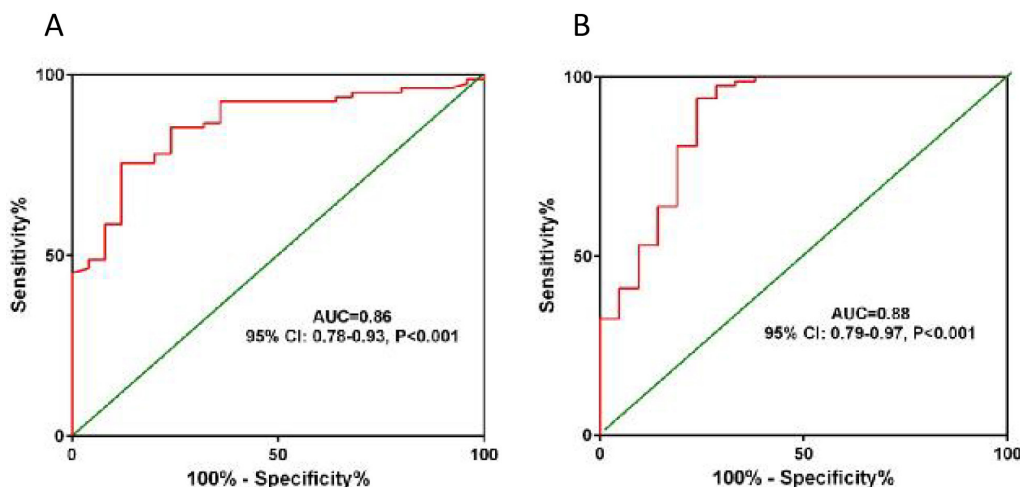 A
100
50
0
Sensitivity%
AUC=0.86
95% CI: 0.78-0.93, P<0.001
0
50
100
100% - Specificity%
B
100
50
0
Sensitivity%
AUC=0.88
95% CI: 0.79-0.97, P<0.001
0
50
100
100% - Specificity%